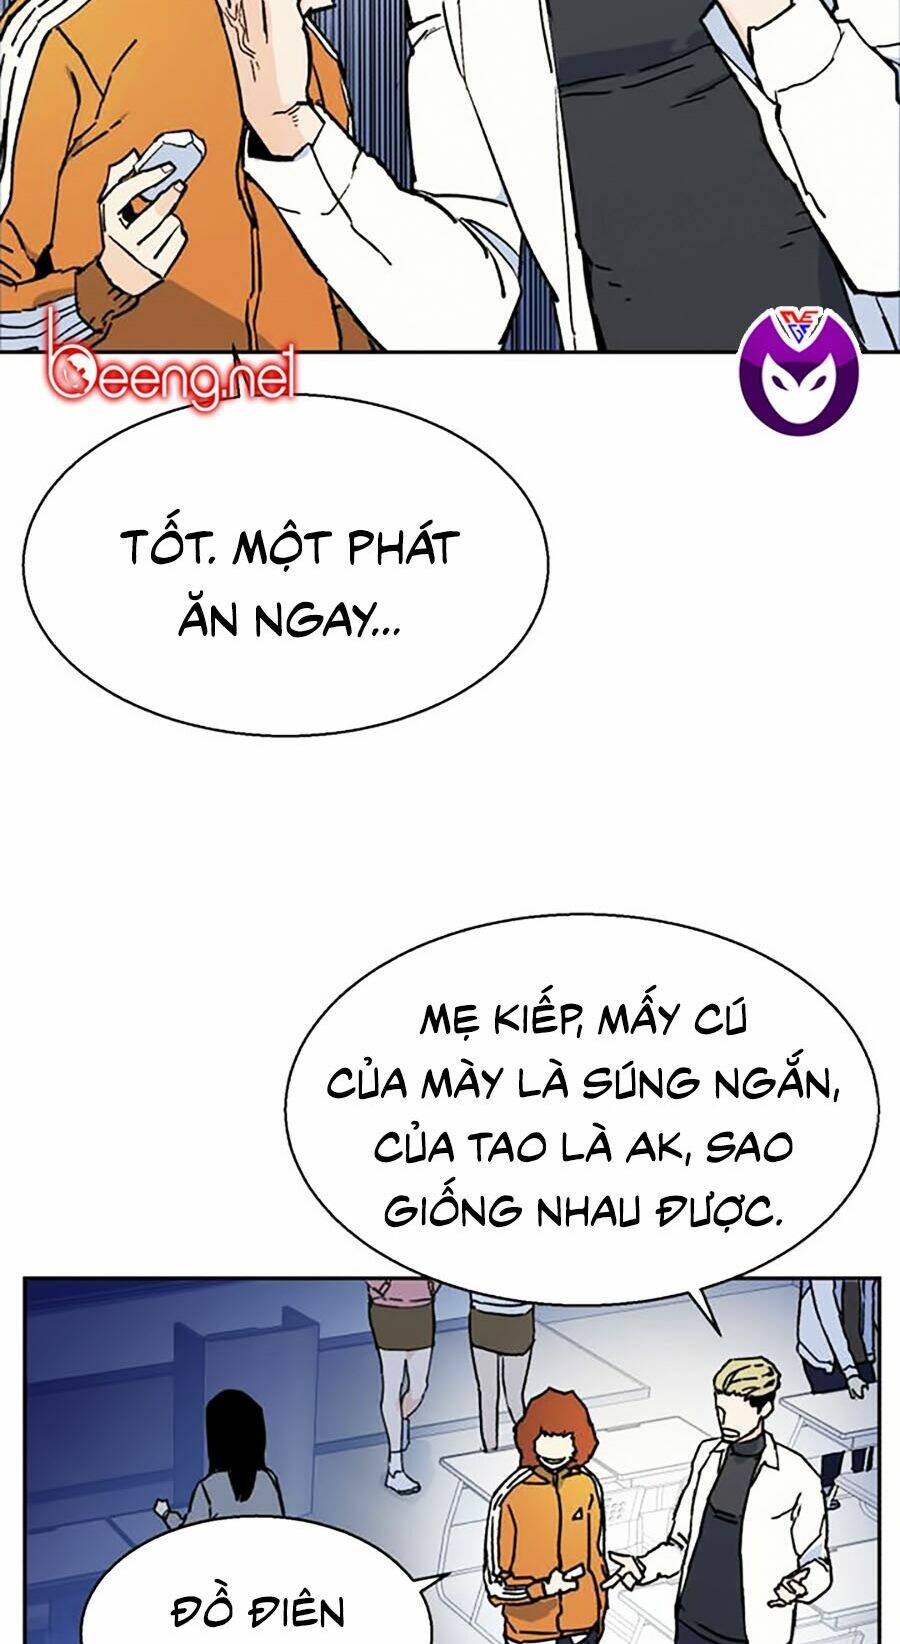 beeng.net
TỐT. MỘT PHÁT
ĂN NGAY...
MẸ KIẾP, MẤY CÚ
CỦA MÀY LÀ SÚNG NGẮN,
CỦA TAO LÀ AK, SAO
GIỐNG NHAU ĐƯỢC.
ĐỒ ĐIÊN